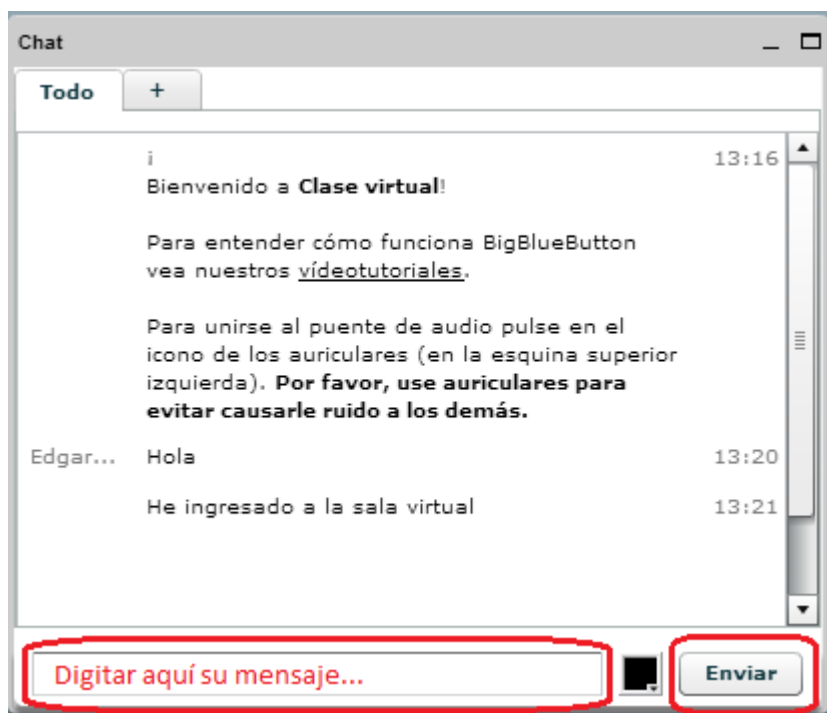 Chat
Todo +
i 13:16
Bienvenido a Clase virtual!
Para entender cómo funciona BigBlueButton
vea nuestros vídeotutoriales.
Para unirse al puente de audio pulse en el
icono de los auriculares (en la esquina superior
izquierda). Por favor, use auriculares para
evitar causarle ruido a los demás.
Edgar... Hola 13:20
He ingresado a la sala virtual 13:21
Digitar aquí su mensaje... Enviar